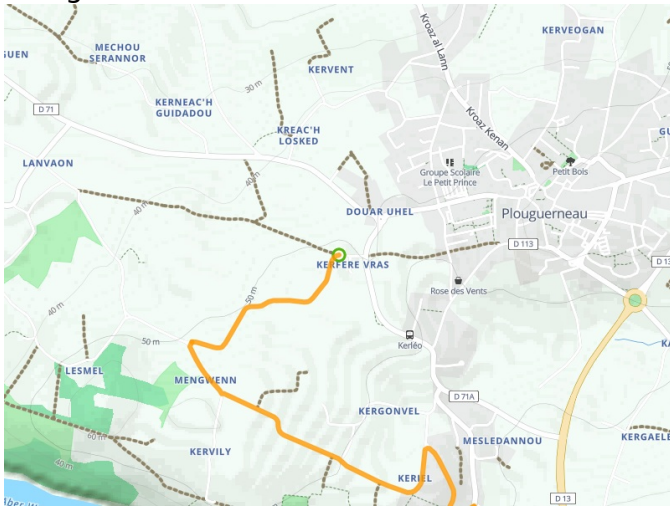 Kroaz al Lann
KERVEOGAN
MECHOU
SERANNOR
KERVENT
30 m
KERNEAC'H
GUIDADOU
D 71
Kroaz Kenan
KREAC'H
LOSKED
LANVAON
Groupe Scolaire
Le Petit Prince
Petit Bois
40 m
40 m
DOUAR UHEL
Plouguerneau
D 113
KERFERE VRAS
D 13
Rose des Vents
50 m
40 m
50 m
Kerléo
LESMEL
MENGWENN
D 71A
KERGONVEL
60 m
MESLEDANNOU
KERVILY
40 m
KERIEL
D 13